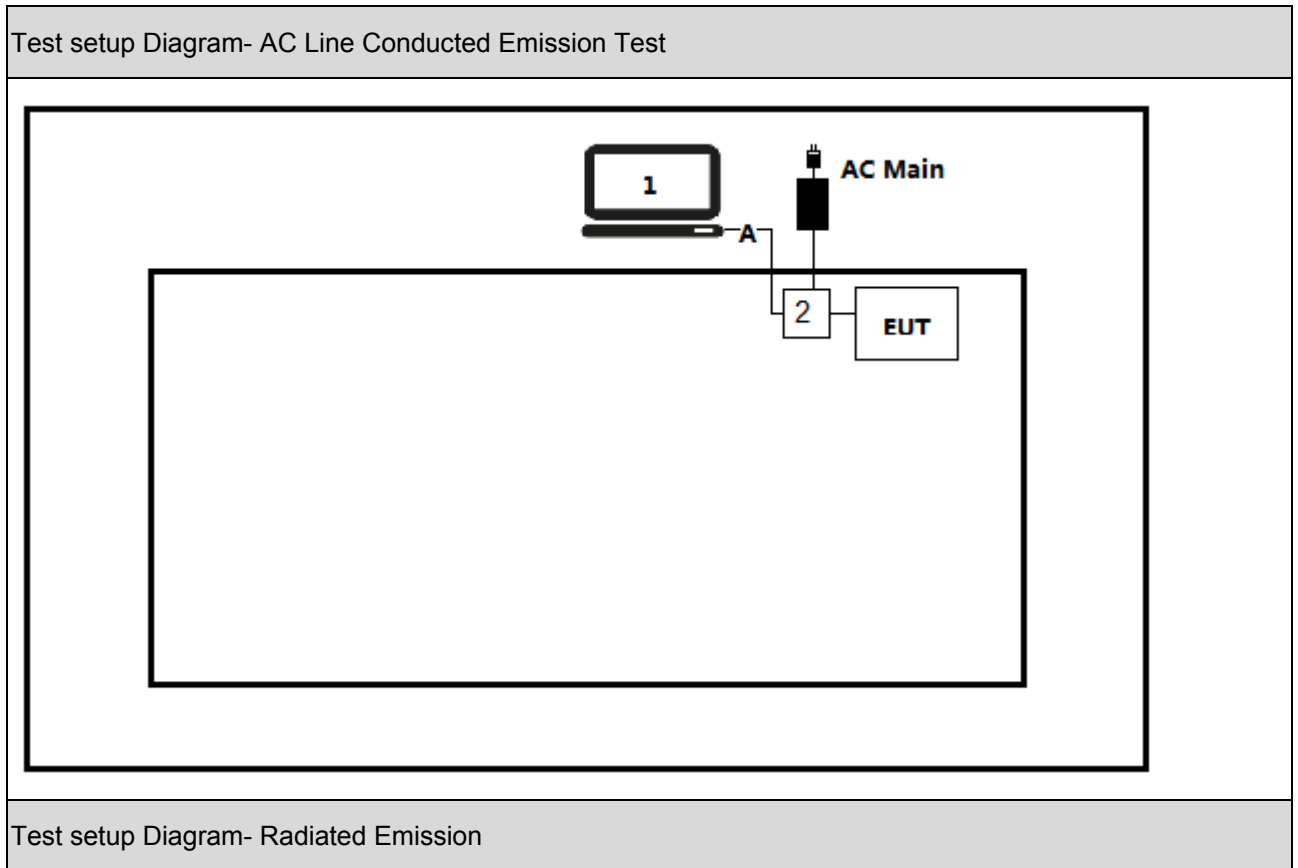 Test setup Diagram- AC Line Conducted Emission Test
1
AC Main
A
2
EUT
Test setup Diagram- Radiated Emission